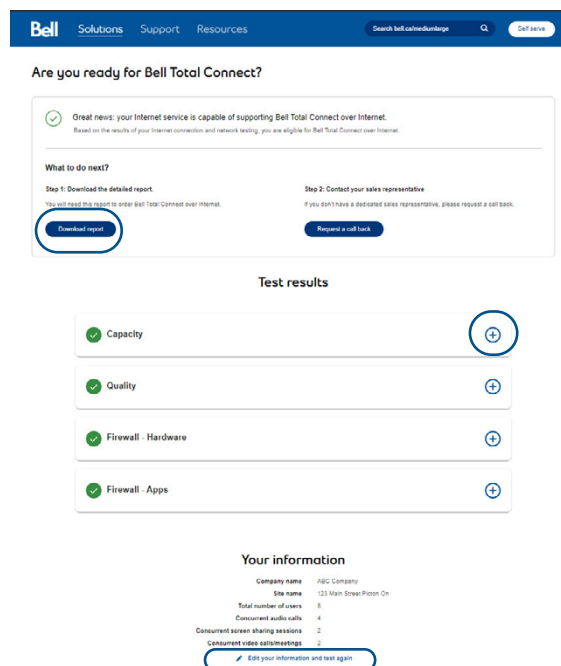 Bell Solutions Support Resources Search bell.ca/mediumlarge Self serve
Are you ready for Bell Total Connect?
Great news: your Internet service is capable of supporting Bell Total Connect over Internet.
Based on the results of your Internet connection and network testing, you are eligible for Bell Total Connect over Internet.
What to do next?
Step 1: Download the detailed report.
You will need this report to order Bell Total Connect over Internet.
Download report
Step 2: Contact your sales representative
If you don't have a dedicated sales representative, please request a call back.
Request a call back
Test results
Capacity
Quality
Firewall - Hardware
Firewall - Apps
Your information
Company name ABC Company
Site name 123 Main Street Picton On
Total number of users 5
Concurrent audio calls 4
Concurrent screen sharing sessions 2
Concurrent video calls/meetings 2
Edit your information and test again